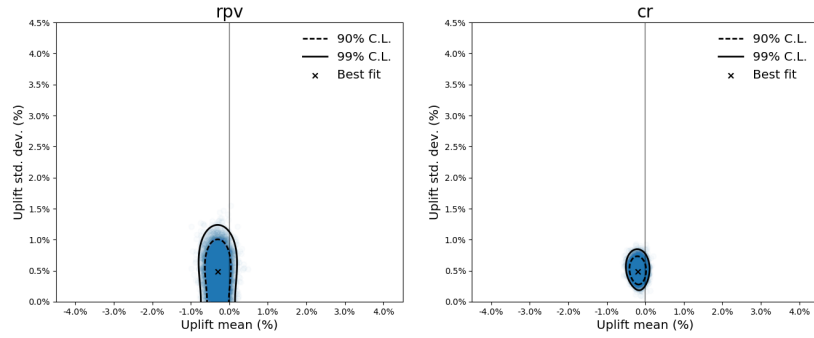 rpv
4.5%
4.0%
3.5%
3.0%
2.5%
2.0%
1.5%
1.0%
0.5%
0.0%
Uplift std. dev. (%)
90% C.L.
99% C.L.
Best fit
-4.0% -3.0% -2.0% -1.0% 0.0% 1.0% 2.0% 3.0% 4.0%
Uplift mean (%)
cr
4.5%
4.0%
3.5%
3.0%
2.5%
2.0%
1.5%
1.0%
0.5%
0.0%
Uplift std. dev. (%)
90% C.L.
99% C.L.
Best fit
-4.0% -3.0% -2.0% -1.0% 0.0% 1.0% 2.0% 3.0% 4.0%
Uplift mean (%)